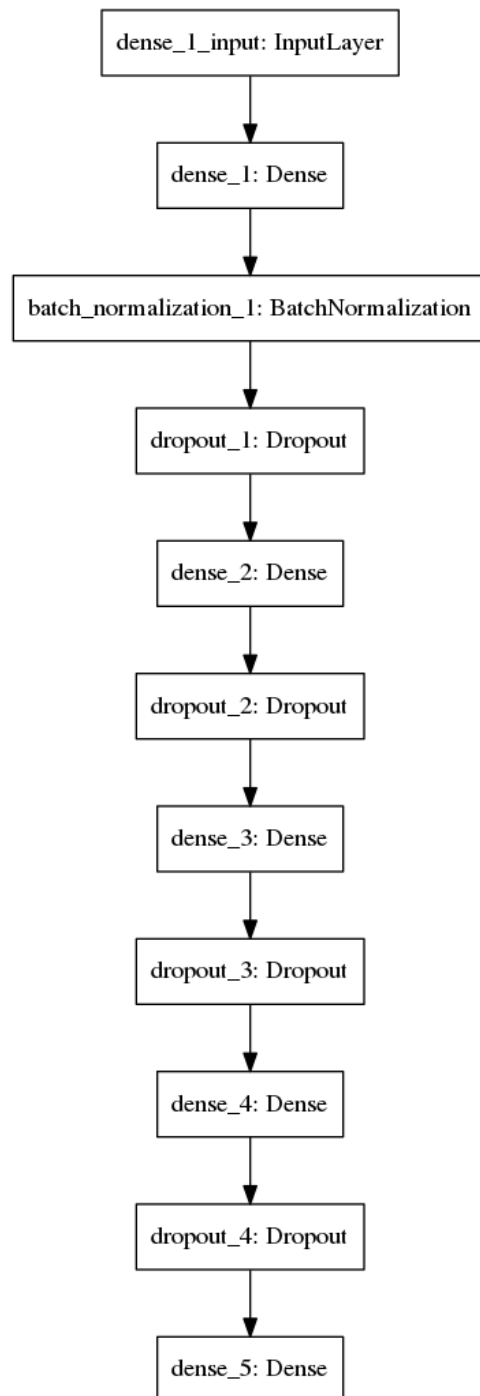 dense_1_input: InputLayer
dense_1: Dense
batch_normalization_1: BatchNormalization
dropout_1: Dropout
dense_2: Dense
dropout_2: Dropout
dense_3: Dense
dropout_3: Dropout
dense_4: Dense
dropout_4: Dropout
dense_5: Dense